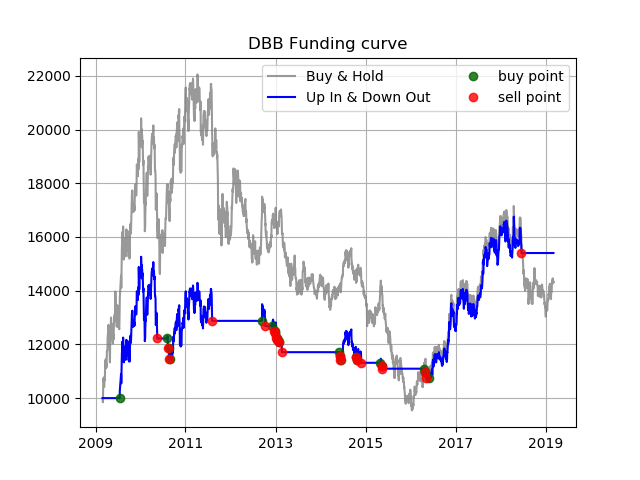 DBB Funding curve
Buy & Hold
Up In & Down Out
buy point
sell point
22000
20000
18000
16000
14000
12000
10000
2009
2011
2013
2015
2017
2019